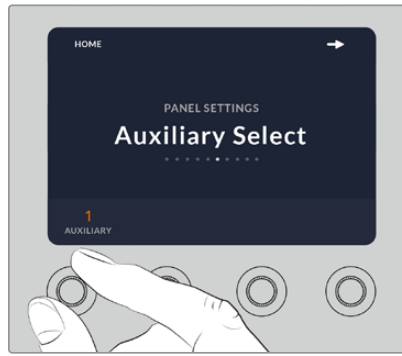 HOME
PANEL SETTINGS
Auxiliary Select
1
AUXILIARY